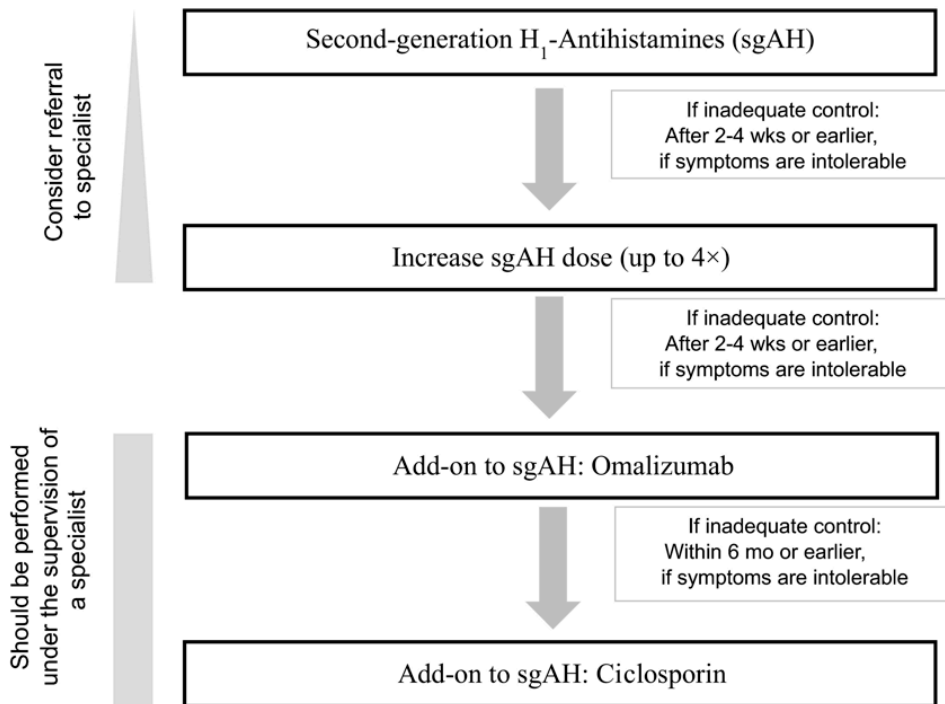 Second-generation H₁-Antihistamines (sgAH)
If inadequate control:
After 2-4 wks or earlier,
if symptoms are intolerable
Consider referral
to specialist
Increase sgAH dose (up to 4×)
If inadequate control:
After 2-4 wks or earlier,
if symptoms are intolerable
Add-on to sgAH: Omalizumab
If inadequate control:
Within 6 mo or earlier,
if symptoms are intolerable
Should be performed
under the supervision of
a specialist
Add-on to sgAH: Ciclosporin